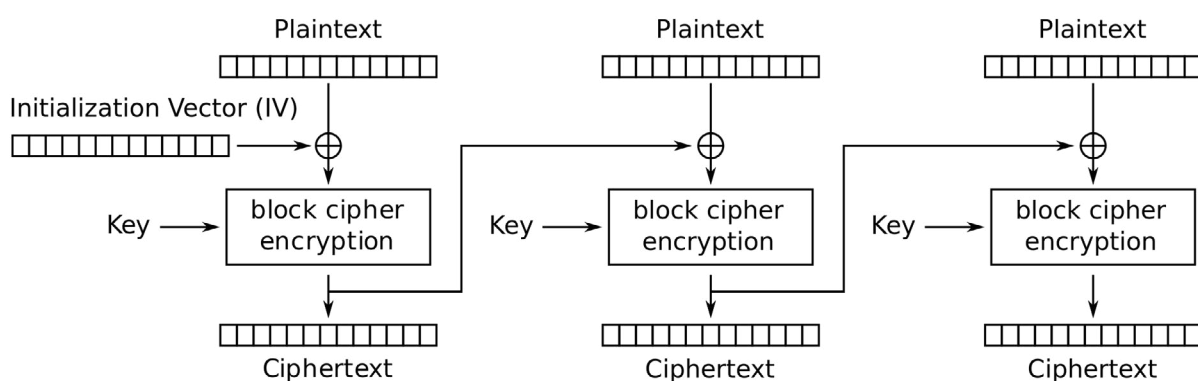 Plaintext
Plaintext
Plaintext
Initialization Vector (IV)
Key
block cipher
encryption
Key
block cipher
encryption
Key
block cipher
encryption
Ciphertext
Ciphertext
Ciphertext